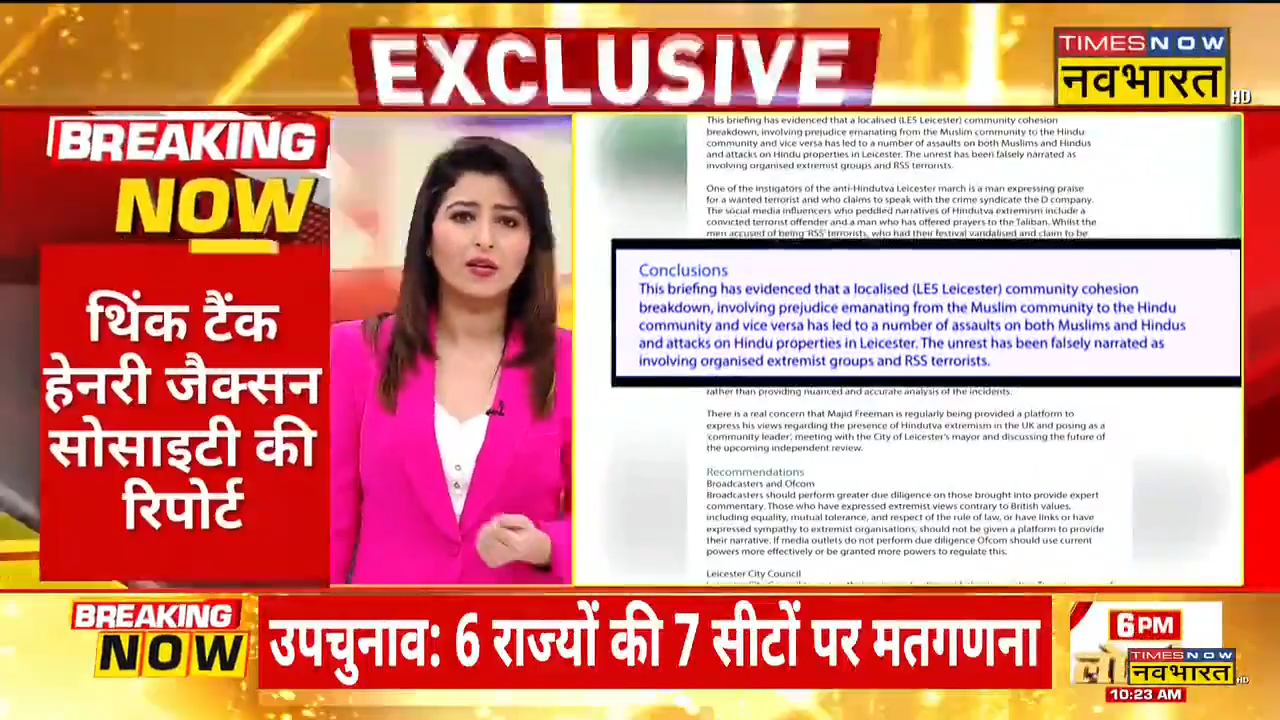 EXCLUSIVE
TIMES NOW
नवभारत
HD
BREAKING
NOW
थिंक टैंक
हेनरी जैक्सन
सोसाइटी की
रिपोर्ट
This briefing has evidenced that a localised (LE5 Leicester) community cohesion
breakdown, involving prejudice emanating from the Muslim community to the Hindu
community and vice versa has led to a number of assaults on both Muslims and Hindus
and attacks on Hindu properties in Leicester. The unrest has been falsely narrated as
involving organised extremist groups and RSS terrorists.
One of the instigators of the anti-Hindutva Leicester march is a man expressing praise
for a wanted terrorist and who claims to speak with the crime syndicate the D company.
The social media influencers who peddled narratives of Hindutva extremism include a
convicted terrorist offender and a man who has offered prayers to the Taliban. Whilst the
men accused of being 'RSS' terrorists, who had their festival vandalised and claim to be
Conclusions
This briefing has evidenced that a localised (LE5 Leicester) community cohesion
breakdown, involving prejudice emanating from the Muslim community to the Hindu
community and vice versa has led to a number of assaults on both Muslims and Hindus
and attacks on Hindu properties in Leicester. The unrest has been falsely narrated as
involving organised extremist groups and RSS terrorists.
rather than providing nuanced and accurate analysis of the incidents.
There is a real concern that Majid Freeman is regularly being provided a platform to
express his views regarding the presence of Hindutva extremism in the UK and posing as a
'community leader', meeting with the City of Leicester's mayor and discussing the future of
the upcoming independent review.
Recommendations
Broadcasters and Ofcom
Broadcasters should perform greater due diligence on those brought into provide expert
commentary. Those who have expressed extremist views contrary to British values,
including equality, mutual tolerance, and respect of the rule of law, or have links or have
expressed sympathy to extremist organisations, should not be given a platform to provide
their narrative. If media outlets do not perform due diligence Ofcom should use current
powers more effectively or be granted more powers to regulate this.
Leicester City Council
BREAKING
NOW
उपचुनाव: 6 राज्यों की 7 सीटों पर मतगणना
6 PM
TIMES NOW
नवभारत
HD
10:23 AM